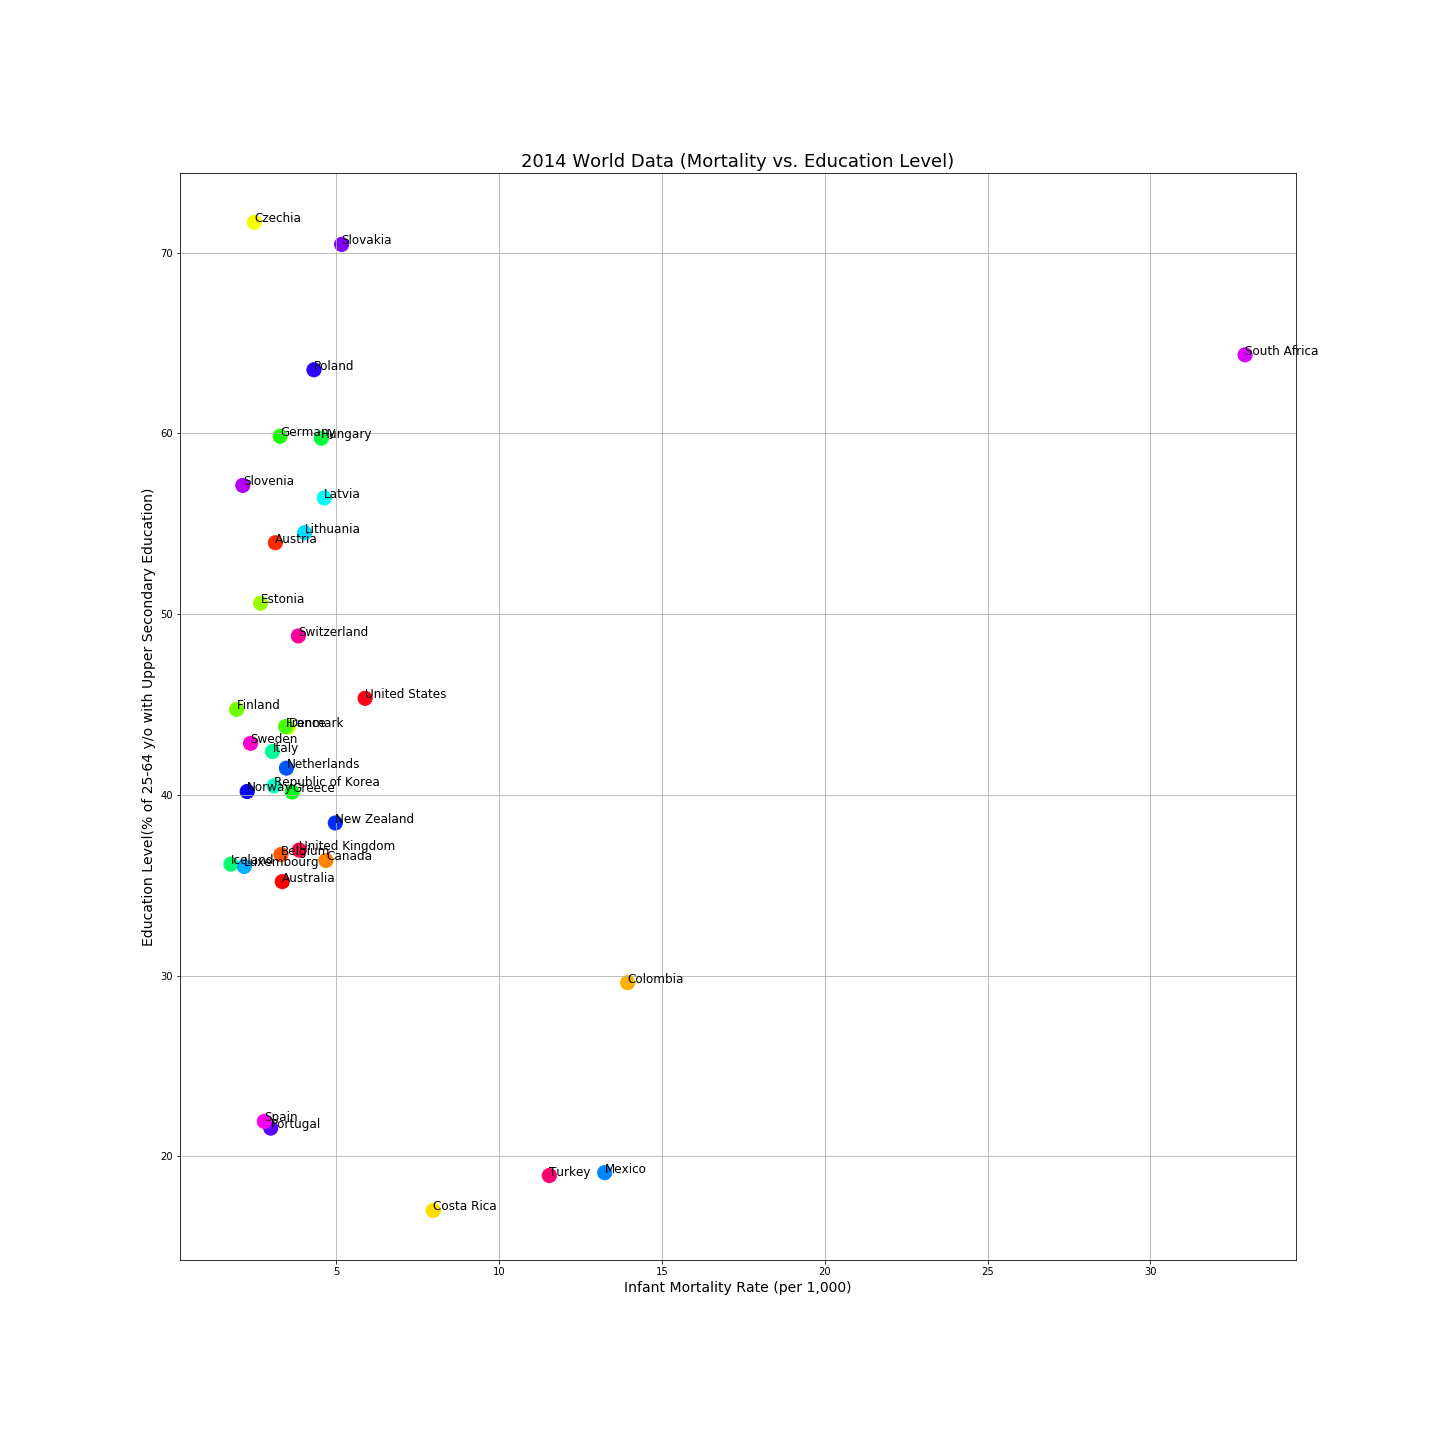 2014 World Data (Mortality vs. Education Level)
Czechia
Slovakia
70
South Africa
Poland
Germany
Hungary
60
Slovenia
Latvia
Lithuania
Austria
Estonia
50
Switzerland
United States
Finland
France
Denmark
Sweden
Italy
Netherlands
Republic of Korea
Norway
Greece
40
New Zealand
United Kingdom
Belgium
Canada
Iceland
Luxembourg
Australia
Colombia
30
Spain
Portugal
Turkey
Mexico
20
Costa Rica
Education Level(% of 25-64 y/o with Upper Secondary Education)
5 10 15 20 25 30
Infant Mortality Rate (per 1,000)